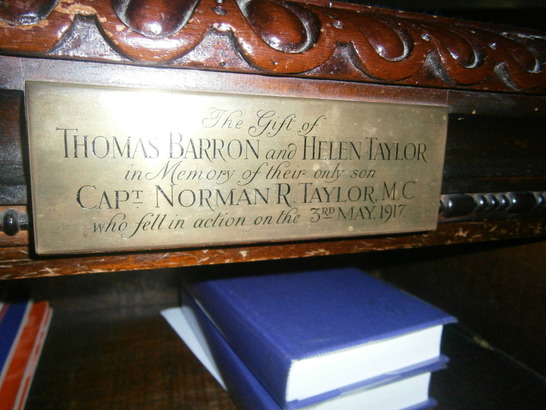 The Gift of
THOMAS BARRON and HELEN TAYLOR
in Memory of their only son
CAPT. NORMAN R. TAYLOR, M.C
who fell in action on the 3RD MAY. 1917.